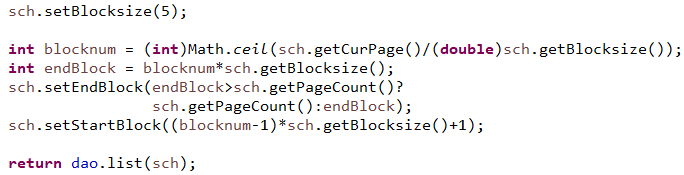 sch.setBlocksize(5);
int blocknum = (int)Math.ceil(sch.getCurPage()/(double)sch.getBlocksize());
int endBlock = blocknum*sch.getBlocksize();
sch.setEndBlock(endBlock>sch.getPageCount()?
sch.getPageCount():endBlock);
sch.setStartBlock((blocknum-1)*sch.getBlocksize()+1);
return dao.list(sch);